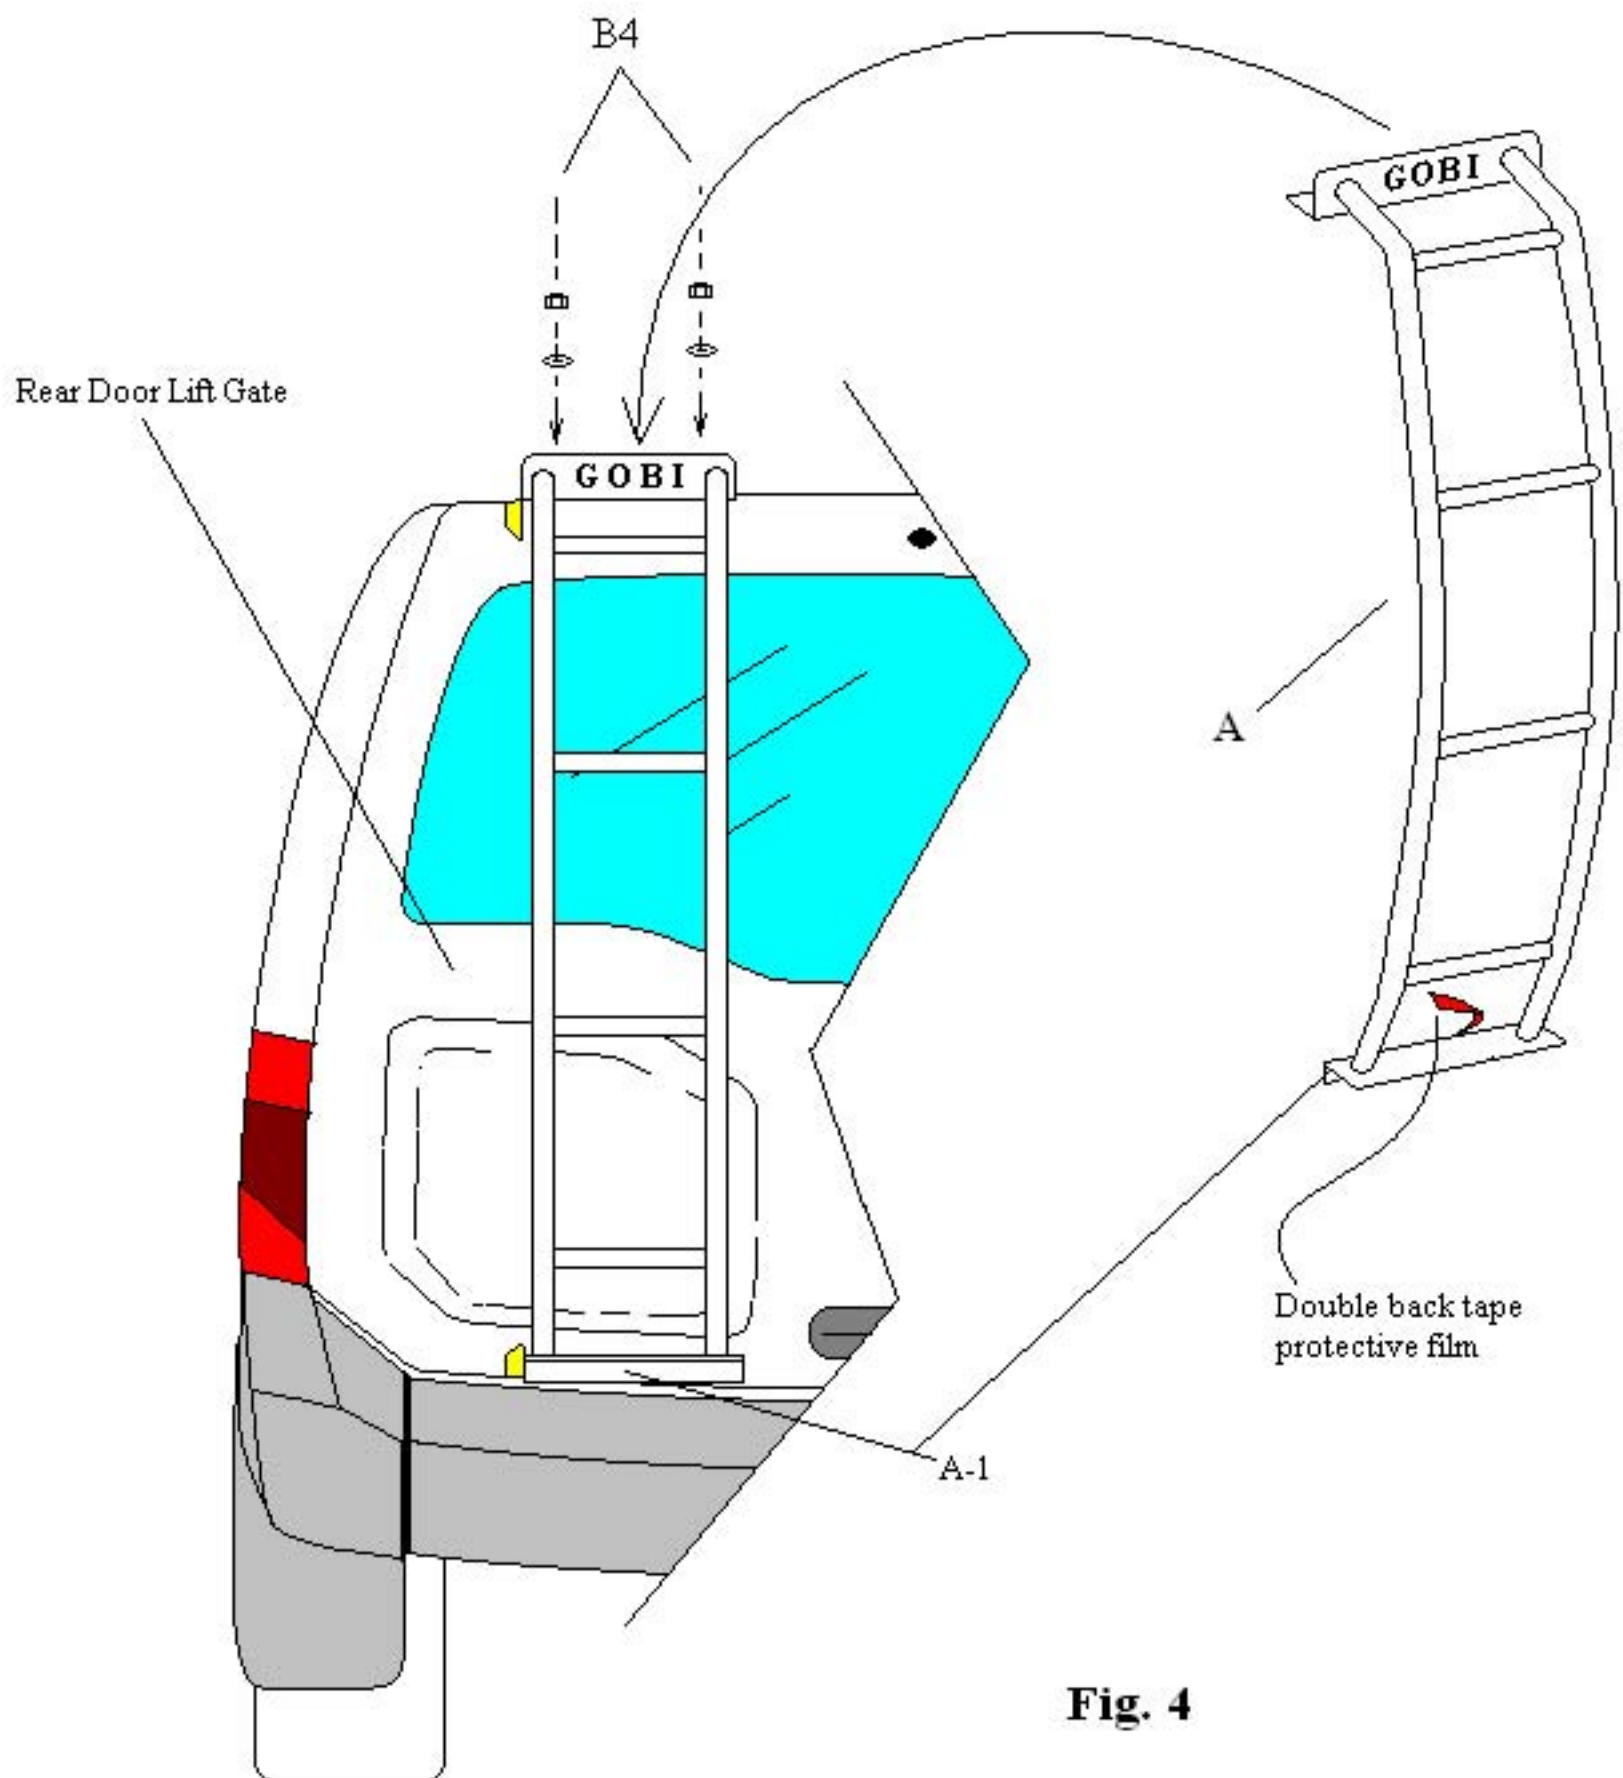 B4
GOBI
Rear Door Lift Gate
GOBI
A
Double back tape
protective film
A-1
Fig. 4